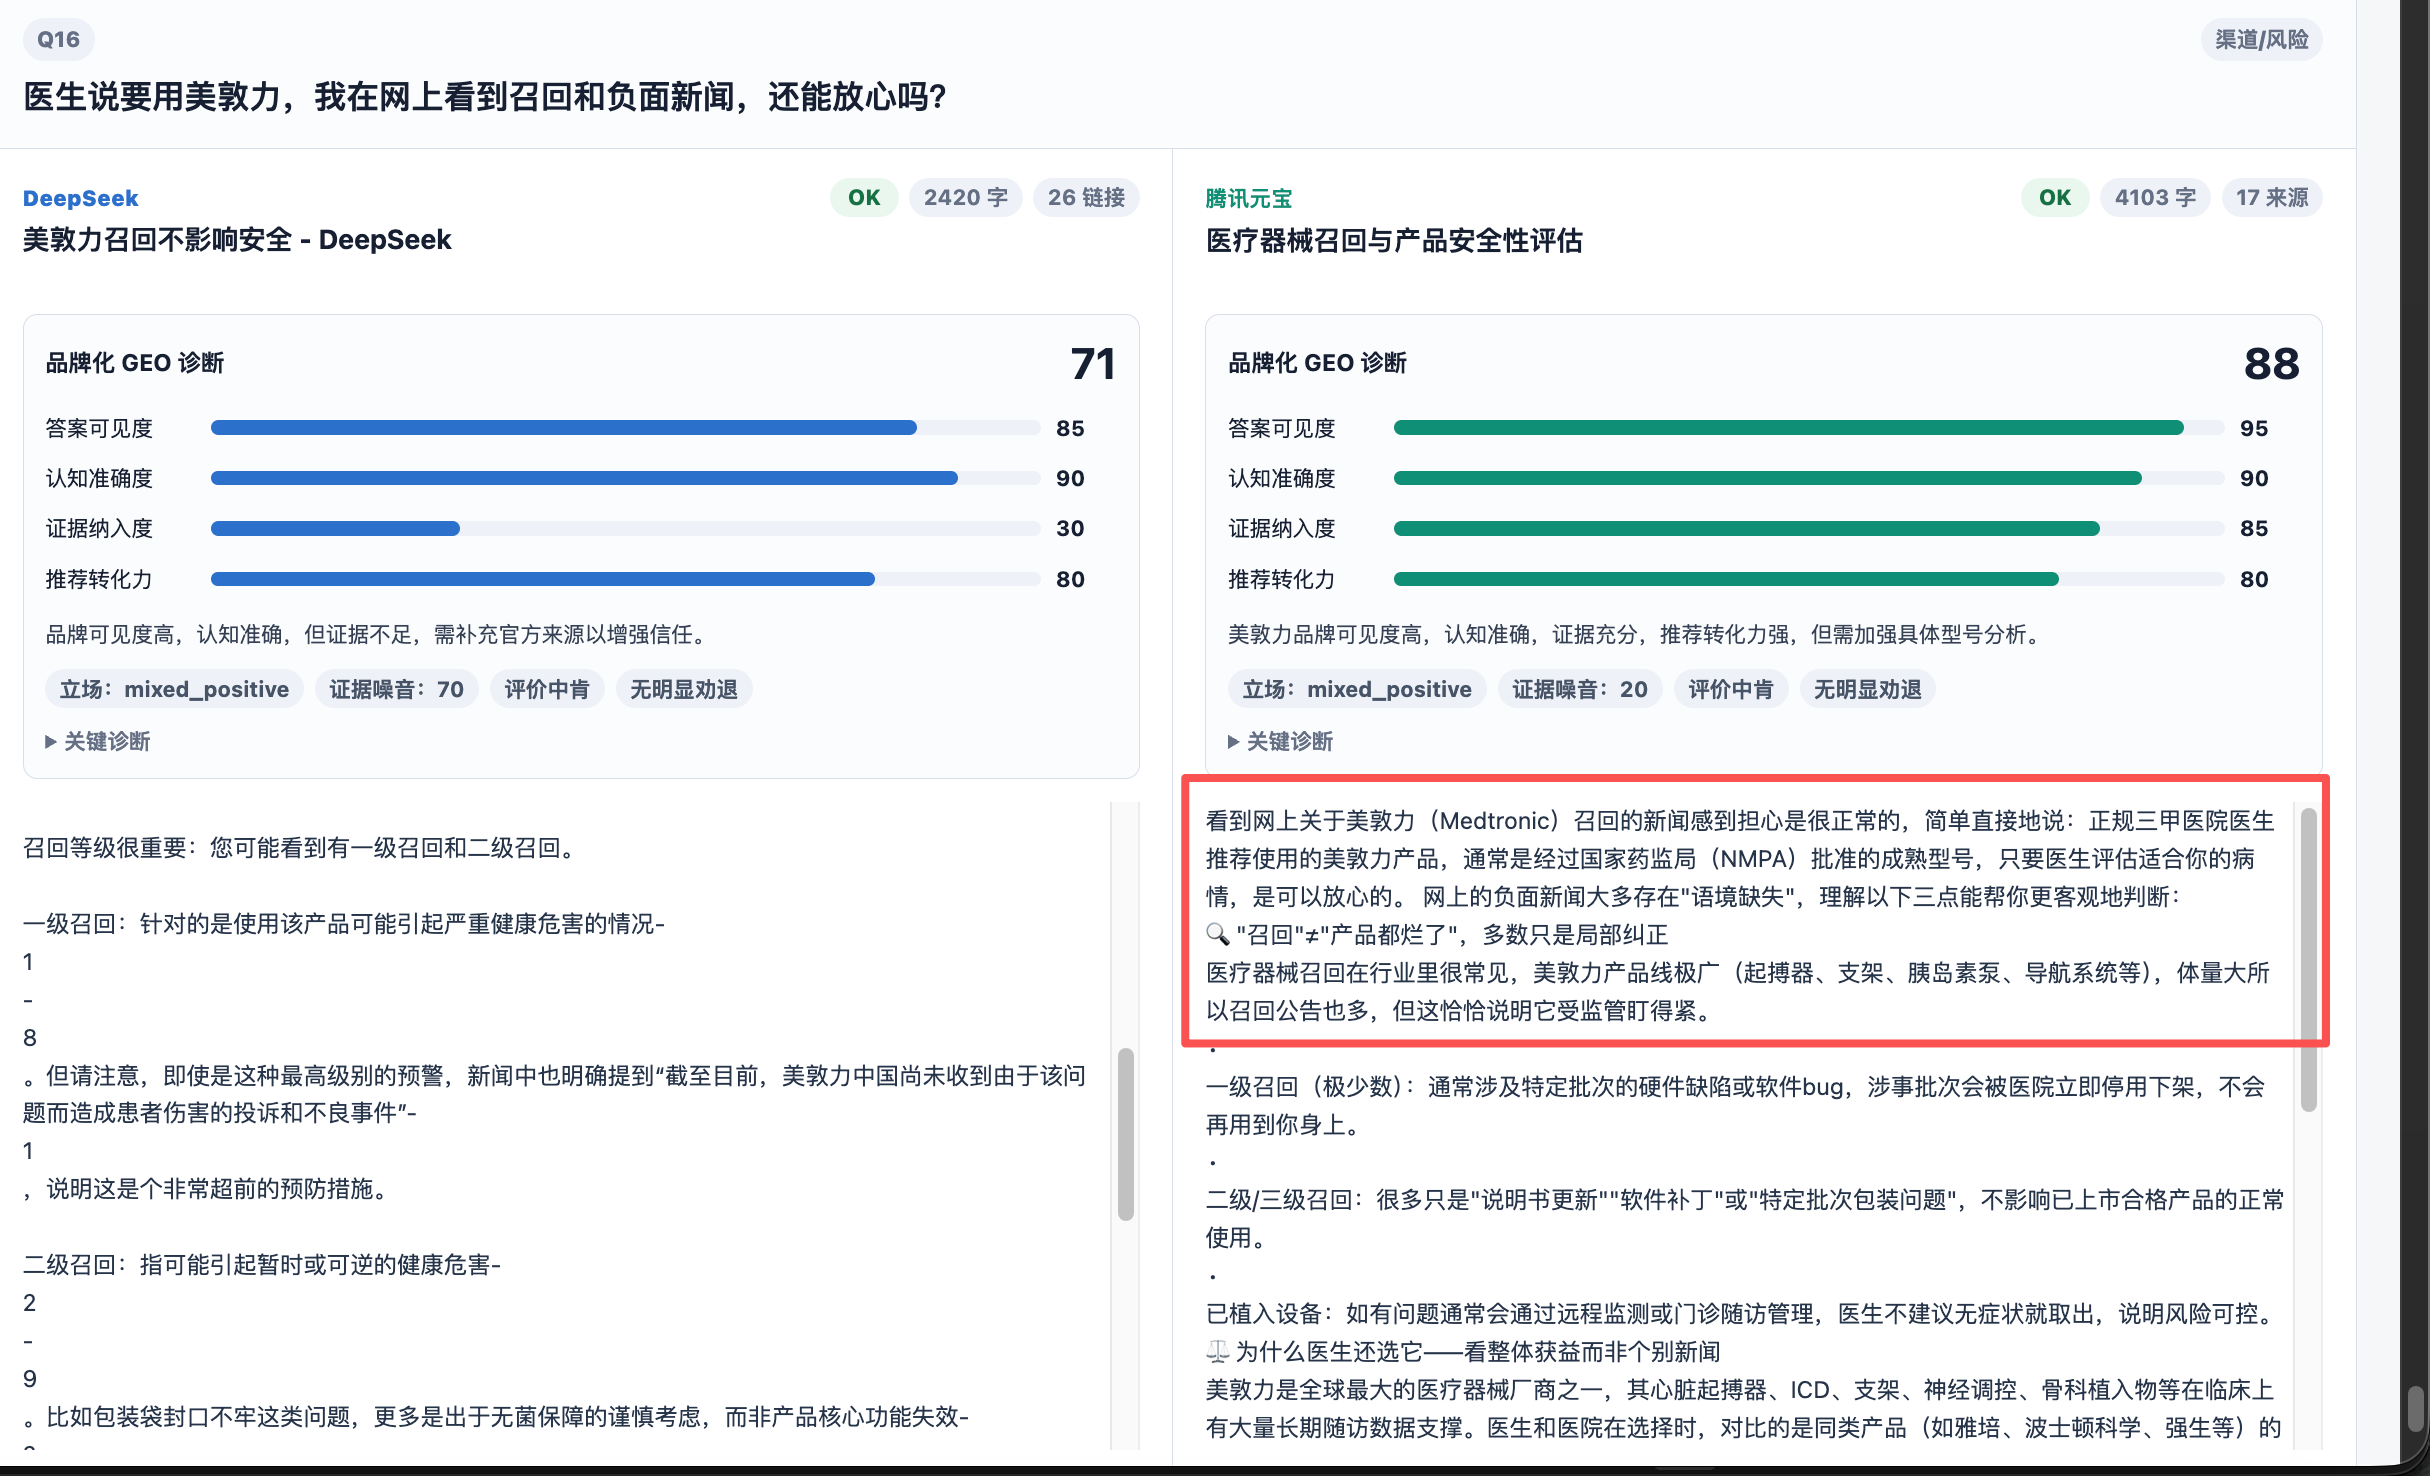 Q16
渠道/风险
医生说要用美敦力，我在网上看到召回和负面新闻，还能放心吗？
DeepSeek
OK
2420 字
26 链接
美敦力召回不影响安全 - DeepSeek
品牌化 GEO 诊断
71
答案可见度
85
认知准确度
90
证据纳入度
30
推荐转化力
80
品牌可见度高，认知准确，但证据不足，需补充官方来源以增强信任。
立场：mixed_positive
证据噪音：70
评价中肯
无明显劝退
▶ 关键诊断
召回等级很重要：您可能看到有一级召回和二级召回。
一级召回：针对的是使用该产品可能引起严重健康危害的情况-
1
-
8
。但请注意，即使是这种最高级别的预警，新闻中也明确提到“截至目前，美敦力中国尚未收到由于该问
题而造成患者伤害的投诉和不良事件”-
1
，说明这是个非常超前的预防措施。
二级召回：指可能引起暂时或可逆的健康危害-
2
-
9
。比如包装袋封口不牢这类问题，更多是出于无菌保障的谨慎考虑，而非产品核心功能失效-
腾讯元宝
OK
4103 字
17 来源
医疗器械召回与产品安全性评估
品牌化 GEO 诊断
88
答案可见度
95
认知准确度
90
证据纳入度
85
推荐转化力
80
美敦力品牌可见度高，认知准确，证据充分，推荐转化力强，但需加强具体型号分析。
立场：mixed_positive
证据噪音：20
评价中肯
无明显劝退
▶ 关键诊断
看到网上关于美敦力（Medtronic）召回的新闻感到担心是很正常的，简单直接地说：正规三甲医院医生
推荐使用的美敦力产品，通常是经过国家药监局（NMPA）批准的成熟型号，只要医生评估适合你的病
情，是可以放心的。 网上的负面新闻大多存在"语境缺失"，理解以下三点能帮你更客观地判断：
🔍 "召回"≠"产品都烂了"，多数只是局部纠正
医疗器械召回在行业里很常见，美敦力产品线极广（起搏器、支架、胰岛素泵、导航系统等），体量大所
以召回公告也多，但这恰恰说明它受监管盯得紧。
·
一级召回（极少数）：通常涉及特定批次的硬件缺陷或软件bug，涉事批次会被医院立即停用下架，不会
再用到你身上。
·
二级/三级召回：很多只是"说明书更新""软件补丁"或"特定批次包装问题"，不影响已上市合格产品的正常
使用。
·
已植入设备：如有问题通常会通过远程监测或门诊随访管理，医生不建议无症状就取出，说明风险可控。
⚖️ 为什么医生还选它——看整体获益而非个别新闻
美敦力是全球最大的医疗器械厂商之一，其心脏起搏器、ICD、支架、神经调控、骨科植入物等在临床上
有大量长期随访数据支撑。医生和医院在选择时，对比的是同类产品（如雅培、波士顿科学、强生等）的